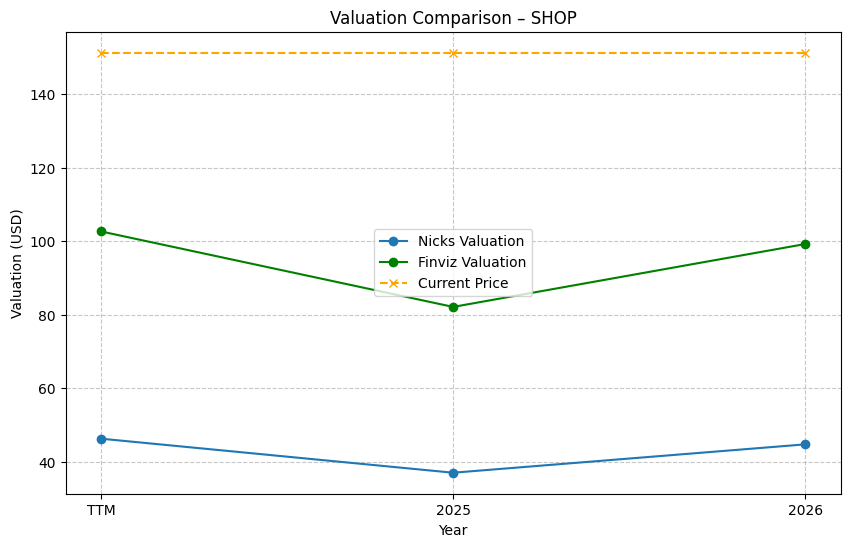 Valuation Comparison – SHOP
Valuation (USD)
140
120
100
80
60
40
Nicks Valuation
Finviz Valuation
Current Price
TTM
2025
2026
Year